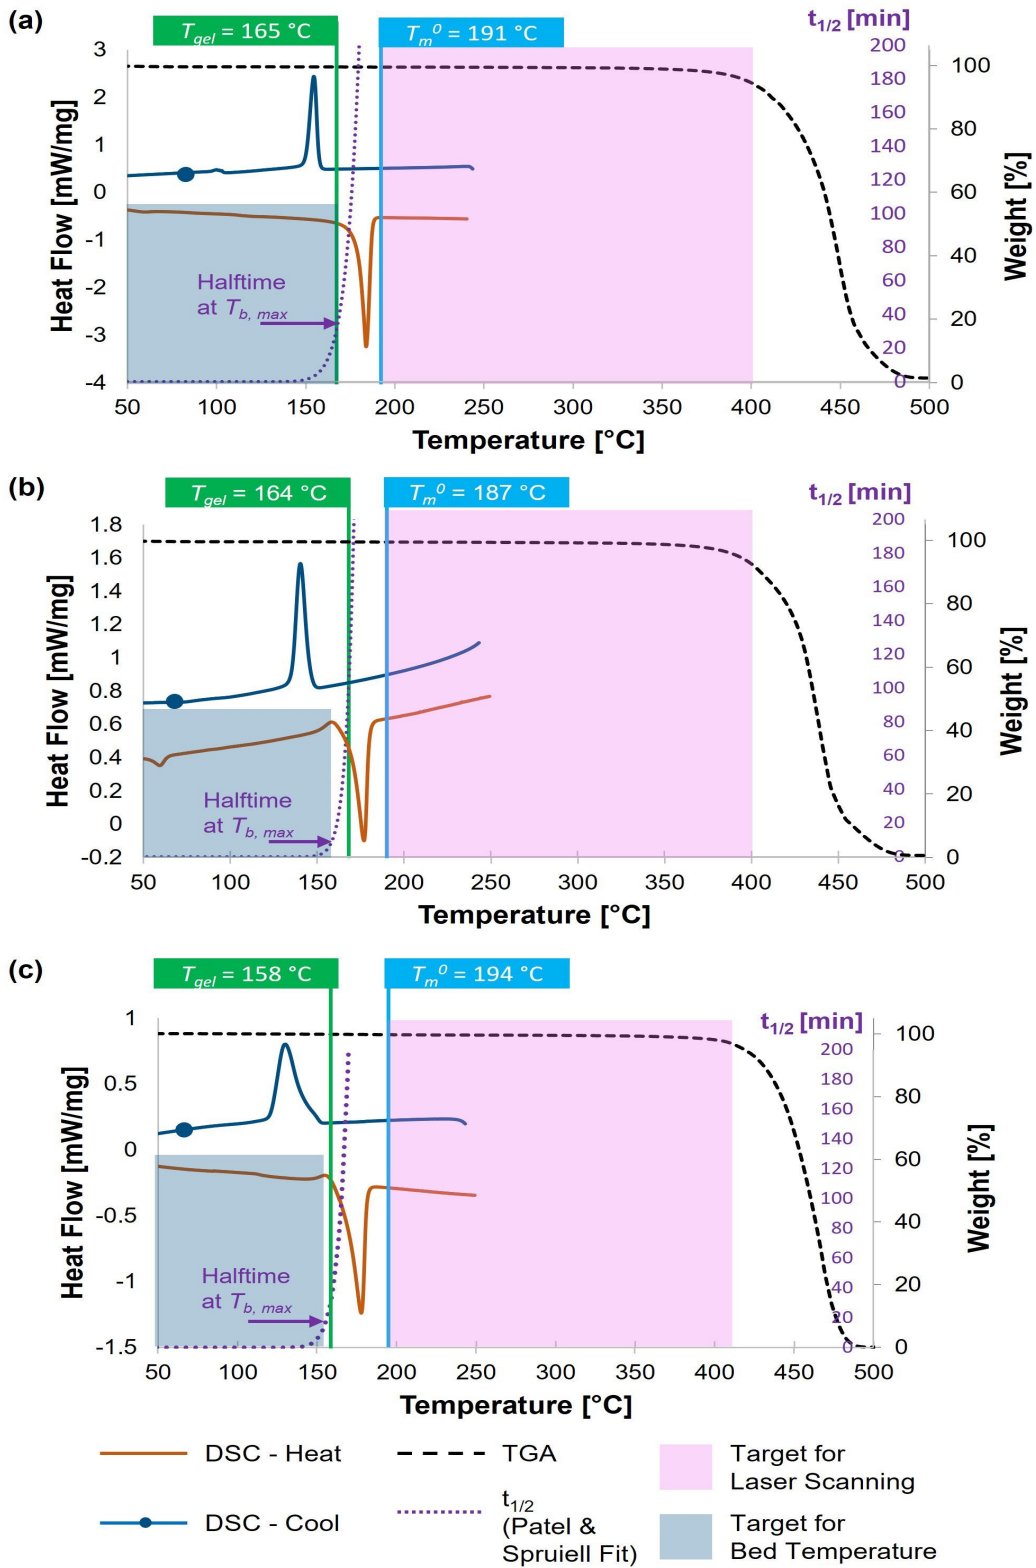 (a)
T_gel = 165 °C
T_m^0 = 191 °C
t_1/2 [min]
3
2
1
0
-1
-2
-3
-4
Heat Flow [mW/mg]
Halftime
at T_b, max
200
180
160
140
120
100
80
60
40
20
0
100
80
60
40
20
0
Weight [%]
50 100 150 200 250 300 350 400 450 500
Temperature [°C]
(b)
T_gel = 164 °C
T_m^0 = 187 °C
t_1/2 [min]
1.8
1.6
1.4
1.2
1
0.8
0.6
0.4
0.2
0
-0.2
Heat Flow [mW/mg]
Halftime
at T_b, max
200
180
160
140
120
100
80
60
40
20
0
100
80
60
40
20
0
Weight [%]
50 100 150 200 250 300 350 400 450 500
Temperature [°C]
(c)
T_gel = 158 °C
T_m^0 = 194 °C
t_1/2 [min]
1
0.5
0
-0.5
-1
-1.5
Heat Flow [mW/mg]
Halftime
at T_b, max
200
180
160
140
120
100
80
60
40
20
0
100
80
60
40
20
0
Weight [%]
50 100 150 200 250 300 350 400 450 500
Temperature [°C]
DSC - Heat
TGA
Target for
Laser Scanning
DSC - Cool
t_1/2
(Patel &
Spruiell Fit)
Target for
Bed Temperature